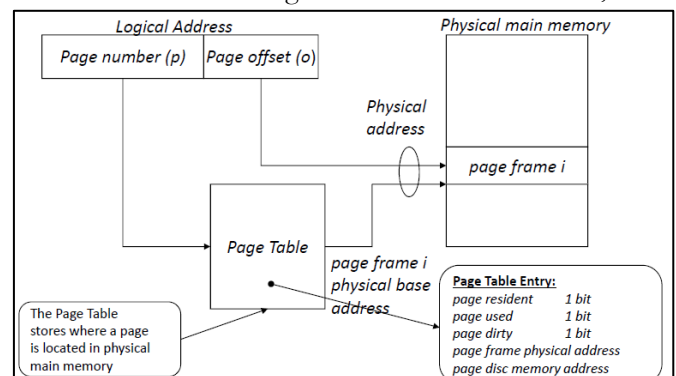 Logical Address
Physical main memory
Page number (p)
Page offset (o)
Physical
address
page frame i
Page Table
page frame i
physical base
address
The Page Table
stores where a page
is located in physical
main memory
Page Table Entry:
page resident 1 bit
page used 1 bit
page dirty 1 bit
page frame physical address
page disc memory address